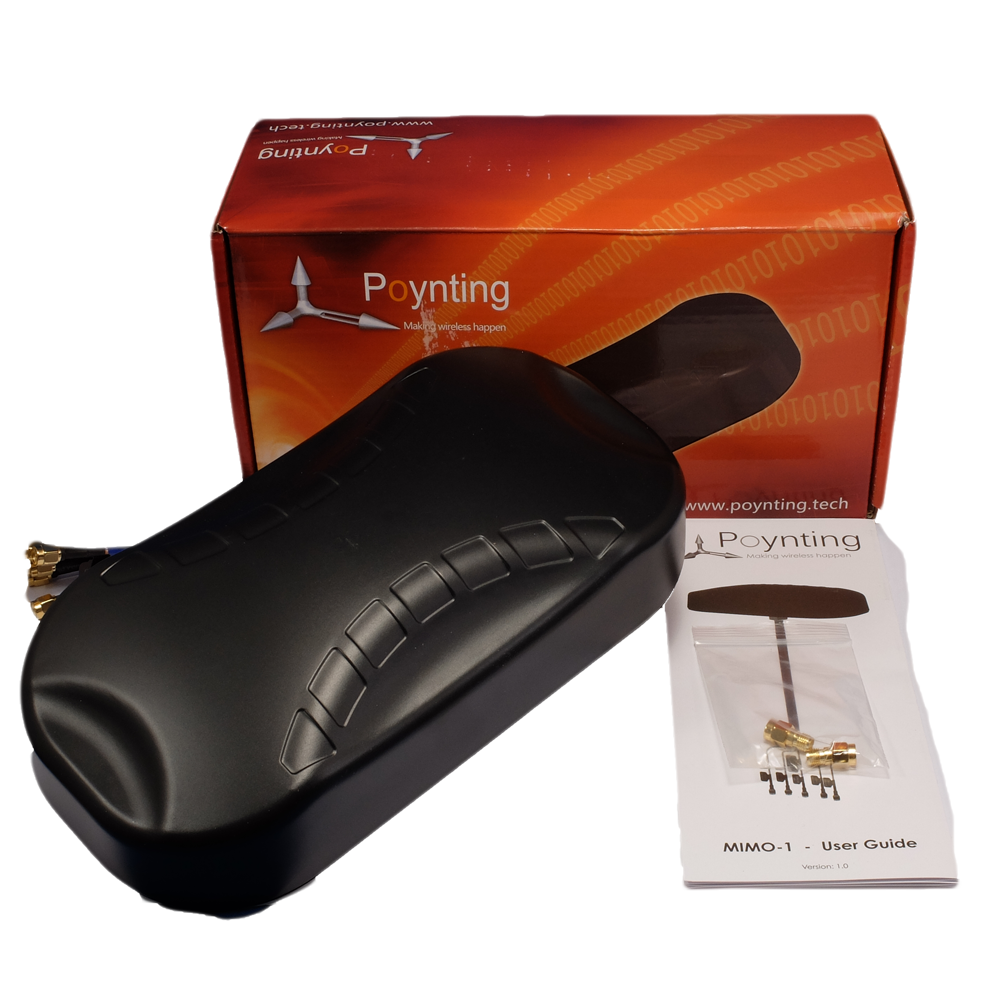 www.poynting.tech
Poynting
Making wireless happen
Poynting
Making wireless happen
www.poynting.tech
Poynting
Making wireless happen
MIMO-1 - User Guide
Version: 1.0